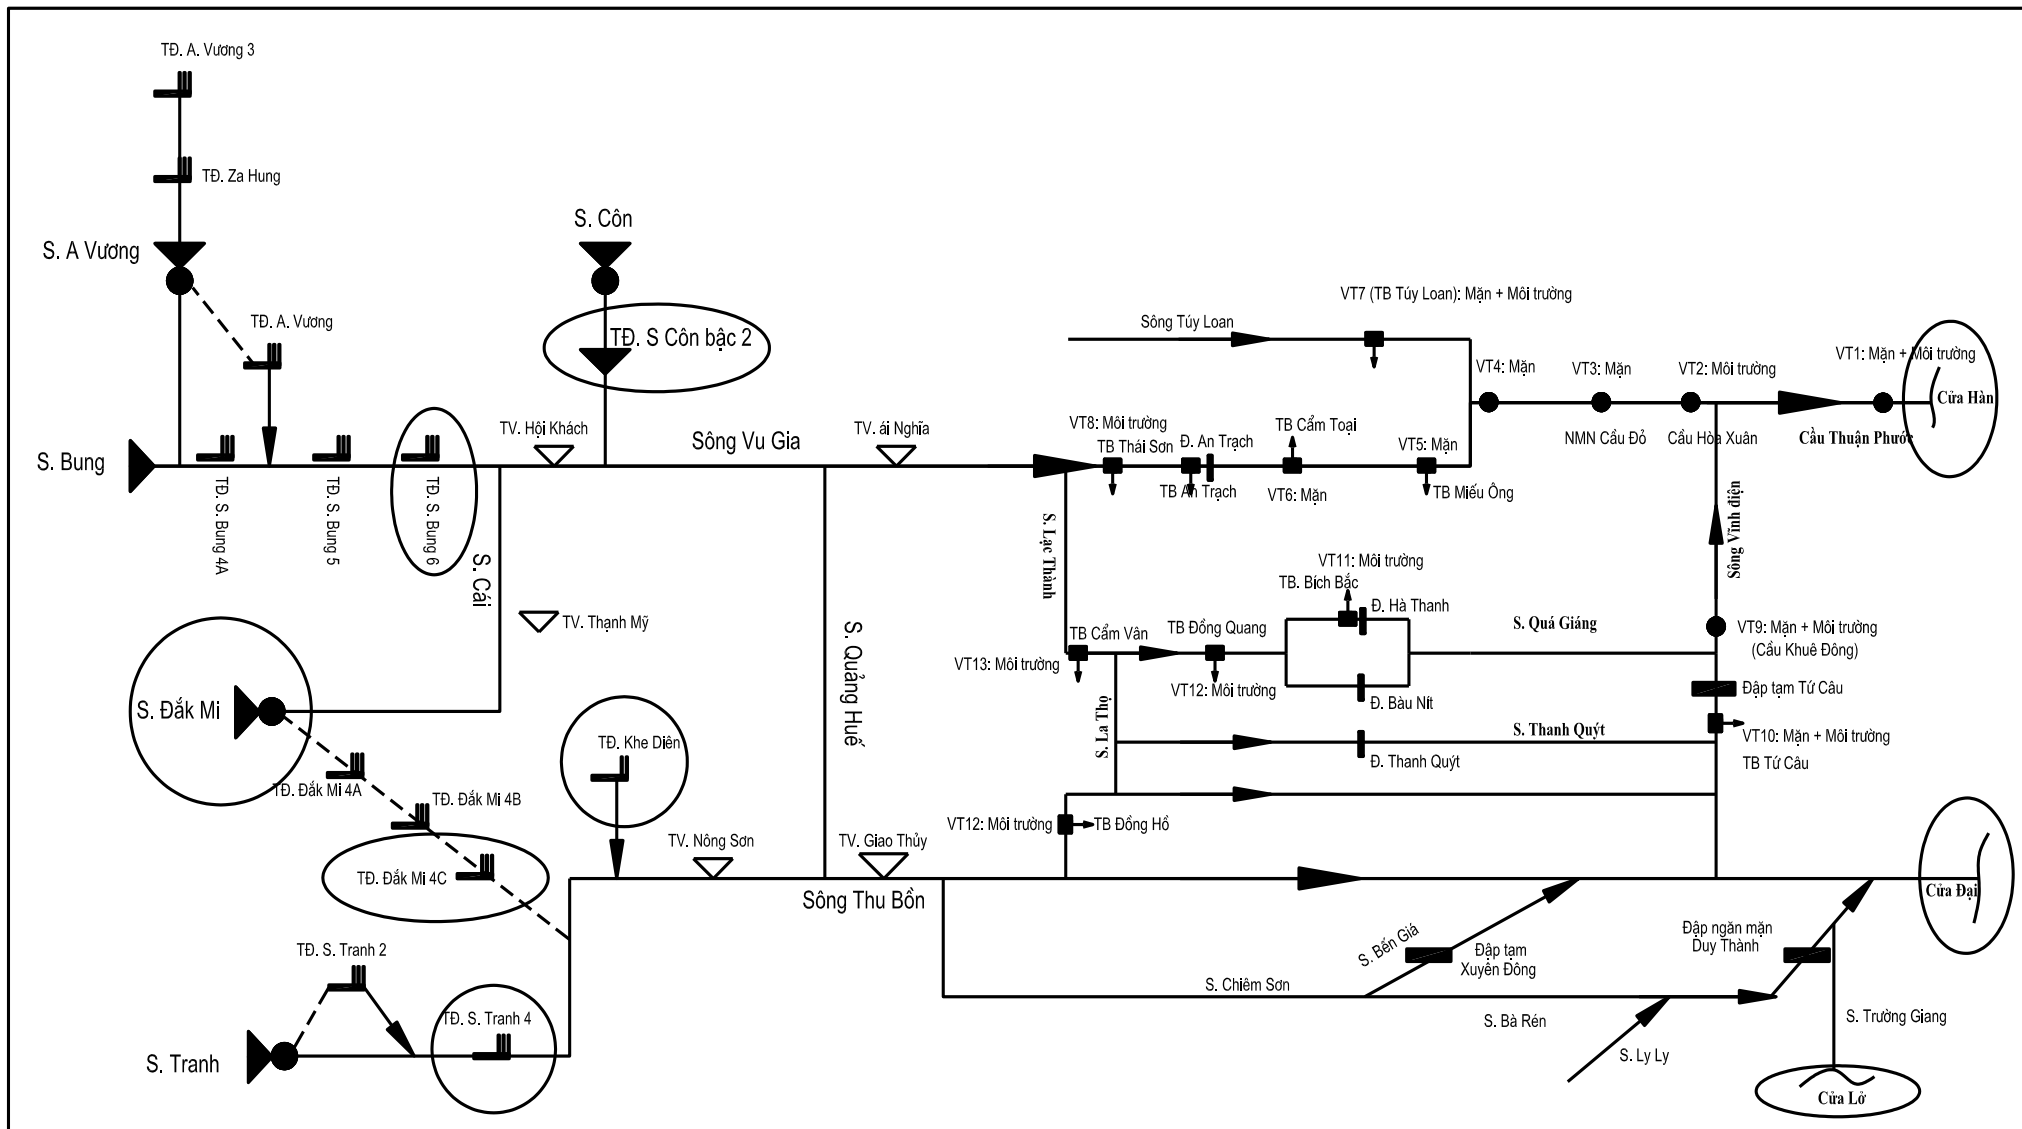 TĐ. A. Vương 3
TĐ. Za Hung
S. Côn
S. A Vương
VT7 (TB Túy Loan): Mặn + Môi trường
TĐ. A. Vương
Sông Túy Loan
TĐ. S Côn bậc 2
VT4: Mặn
VT3: Mặn
VT2: Môi trường
VT1: Mặn + Môi trường
Cửa Hàn
TV. Hội Khách
Sông Vu Gia
TV. ái Nghĩa
VT8: Môi trường
TB Thái Sơn
Đ. An Trạch
TB Cẩm Toại
VT5: Mặn
NMN Cầu Đỏ
Cẩu Hòa Xuân
Cầu Thuận Phước
S. Bung
TB An Trạch
VT6: Mặn
TB Miếu Ông
TĐ. S. Bung 4A
TĐ. S. Bung 5
TĐ. S. Bung 6
S. Cái
S. Lạc Thành
Sông Vĩnh điện
VT11: Môi trường
TB. Bích Bắc
Đ. Hà Thanh
TV. Thạnh Mỹ
S. Quảng Huế
TB Cẩm Vân
TB Đồng Quang
S. Quá Giáng
VT9: Mặn + Môi trường
(Cầu Khuê Đông)
VT13: Môi trường
VT12: Môi trường
Đ. Bàu Nít
Đập tạm Tứ Câu
S. Đắk Mi
S. La Thọ
S. Thanh Quýt
TĐ. Khe Diên
VT10: Mặn + Môi trường
TB Tứ Câu
Đ. Thanh Quýt
TĐ. Đắk Mi 4A
TĐ. Đắk Mi 4B
VT12: Môi trường
TB Đồng Hồ
TV. Nông Sơn
TV. Giao Thủy
TĐ. Đắk Mi 4C
Sông Thu Bồn
Cửa Đại
S. Bến Giá
Đập tạm
Xuyên Đông
Đập ngăn mặn
Duy Thành
TĐ. S. Tranh 2
S. Chiêm Sơn
TĐ. S. Tranh 4
S. Bà Rén
S. Trường Giang
S. Tranh
S. Ly Ly
Cửa Lở